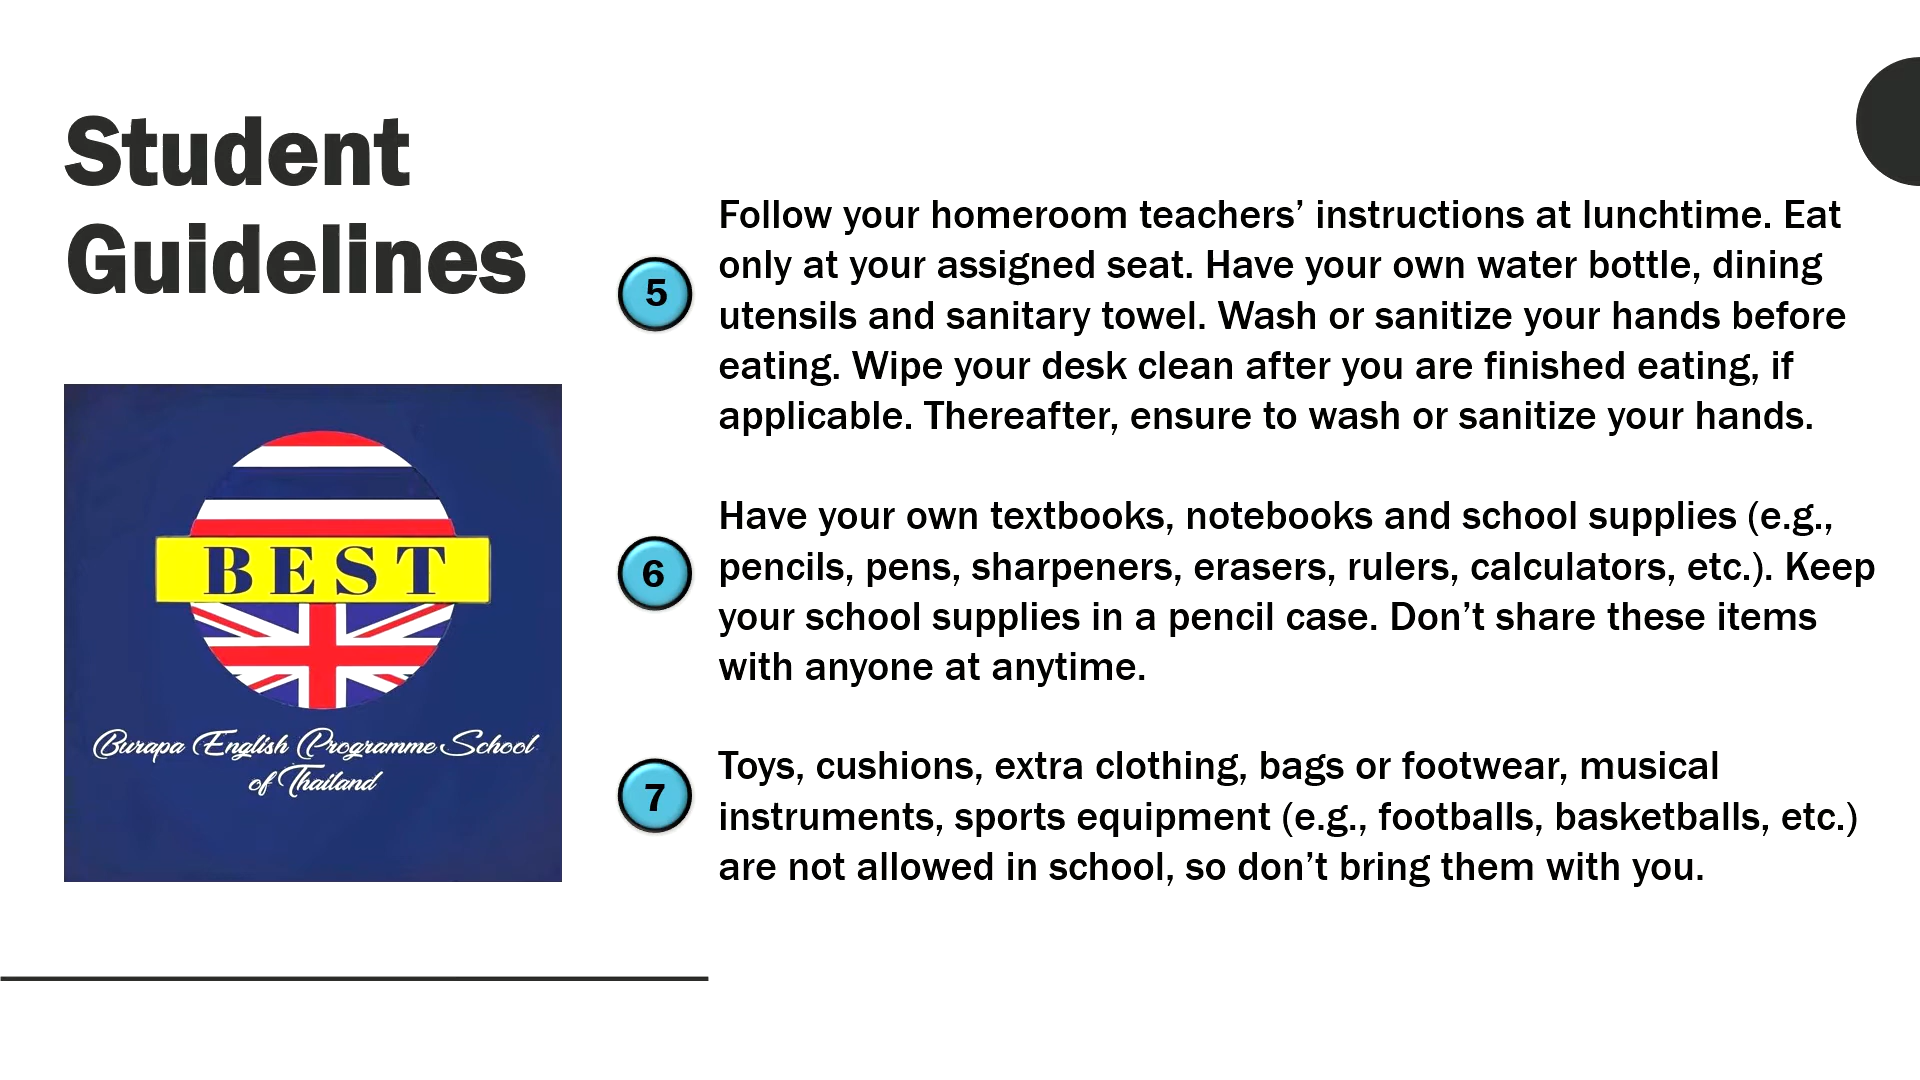 Student
Guidelines
BEST
Burapa English Programme School
of Thailand
5
Follow your homeroom teachers’ instructions at lunchtime. Eat
only at your assigned seat. Have your own water bottle, dining
utensils and sanitary towel. Wash or sanitize your hands before
eating. Wipe your desk clean after you are finished eating, if
applicable. Thereafter, ensure to wash or sanitize your hands.
6
Have your own textbooks, notebooks and school supplies (e.g.,
pencils, pens, sharpeners, erasers, rulers, calculators, etc.). Keep
your school supplies in a pencil case. Don’t share these items
with anyone at anytime.
7
Toys, cushions, extra clothing, bags or footwear, musical
instruments, sports equipment (e.g., footballs, basketballs, etc.)
are not allowed in school, so don’t bring them with you.